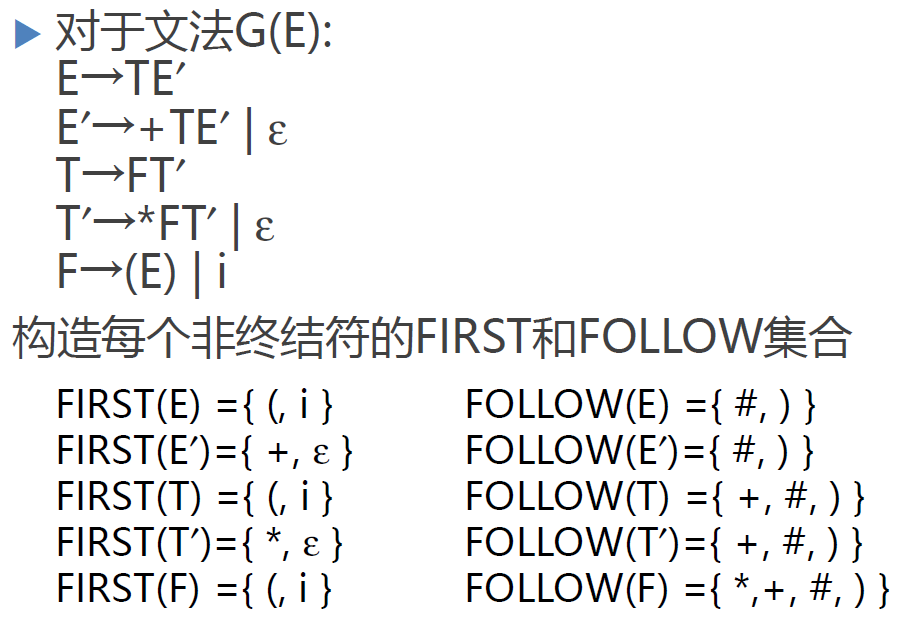 对于文法G(E):
E→TE′
E′→+TE′ | ε
T→FT′
T′→*FT′ | ε
F→(E) | i
构造每个非终结符的FIRST和FOLLOW集合
FIRST(E) ={ (, i }    FOLLOW(E) ={ #, ) }
FIRST(E′)={ +, ε }    FOLLOW(E′)={ #, ) }
FIRST(T) ={ (, i }    FOLLOW(T) ={ +, #, ) }
FIRST(T′)={ *, ε }    FOLLOW(T′)={ +, #, ) }
FIRST(F) ={ (, i }    FOLLOW(F) ={ *,+, #, ) }